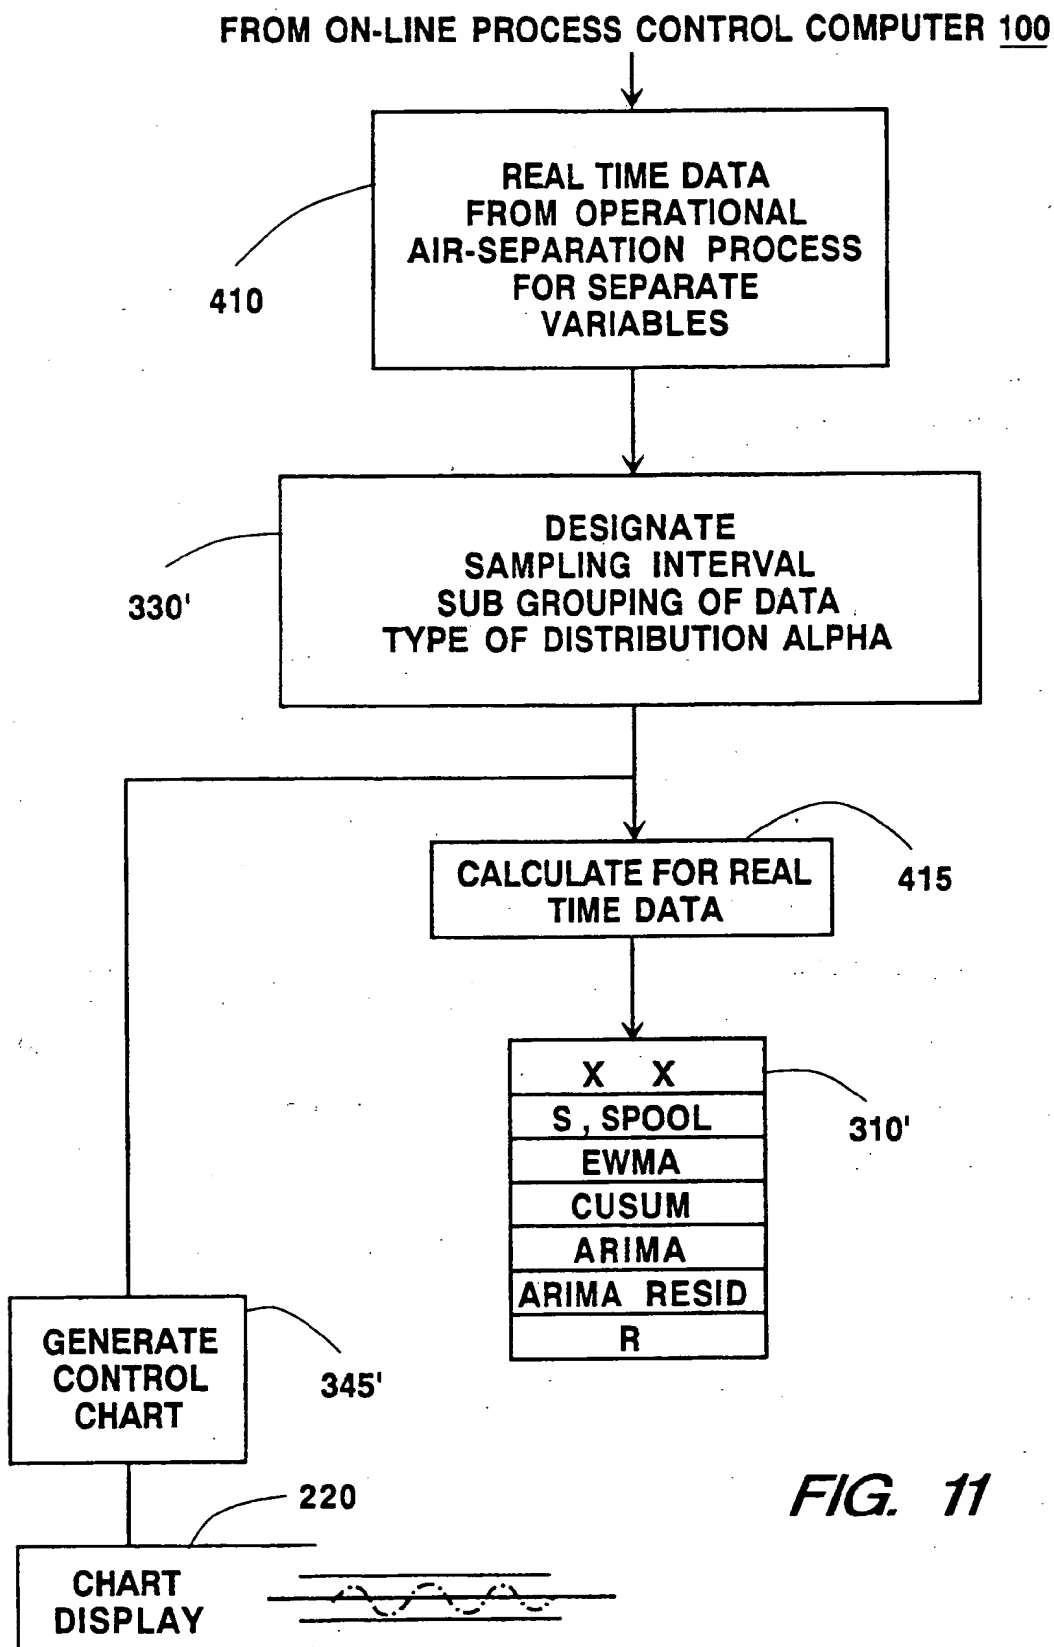 FROM ON-LINE PROCESS CONTROL COMPUTER 100
REAL TIME DATA
FROM OPERATIONAL
AIR-SEPARATION PROCESS
FOR SEPARATE
VARIABLES
410
DESIGNATE
SAMPLING INTERVAL
SUB GROUPING OF DATA
TYPE OF DISTRIBUTION ALPHA
330'
CALCULATE FOR REAL
TIME DATA
415
X X
S, SPOOL
EWMA
CUSUM
ARIMA
ARIMA RESID
R
310'
GENERATE
CONTROL
CHART
345'
220
CHART
DISPLAY
FIG. 11